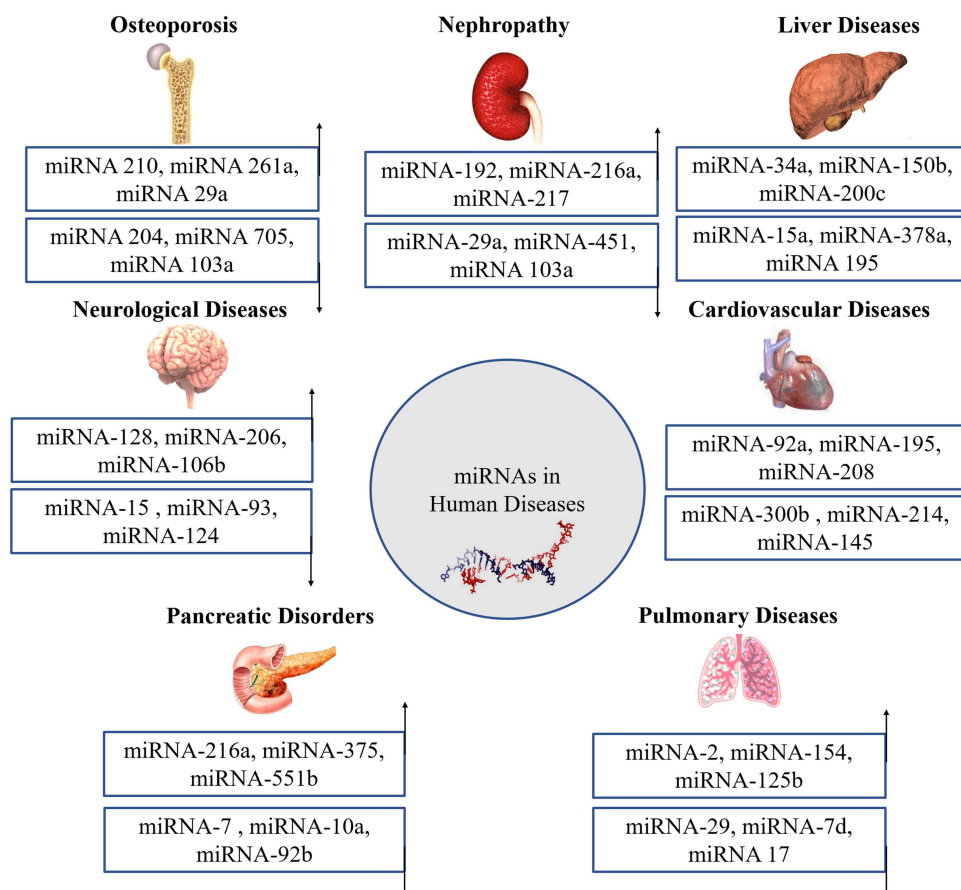 Osteoporosis
miRNA 210, miRNA 261a,
miRNA 29a
miRNA 204, miRNA 705,
miRNA 103a
Nephropathy
miRNA-192, miRNA-216a,
miRNA-217
miRNA-29a, miRNA-451,
miRNA 103a
Liver Diseases
miRNA-34a, miRNA-150b,
miRNA-200c
miRNA-15a, miRNA-378a,
miRNA 195
Neurological Diseases
miRNA-128, miRNA-206,
miRNA-106b
miRNA-15 , miRNA-93,
miRNA-124
miRNAs in
Human Diseases
Cardiovascular Diseases
miRNA-92a, miRNA-195,
miRNA-208
miRNA-300b , miRNA-214,
miRNA-145
Pancreatic Disorders
miRNA-216a, miRNA-375,
miRNA-551b
miRNA-7 , miRNA-10a,
miRNA-92b
Pulmonary Diseases
miRNA-2, miRNA-154,
miRNA-125b
miRNA-29, miRNA-7d,
miRNA 17